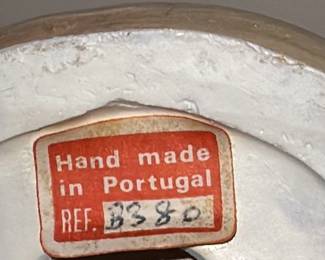 Hand made
in Portugal
REF. B380